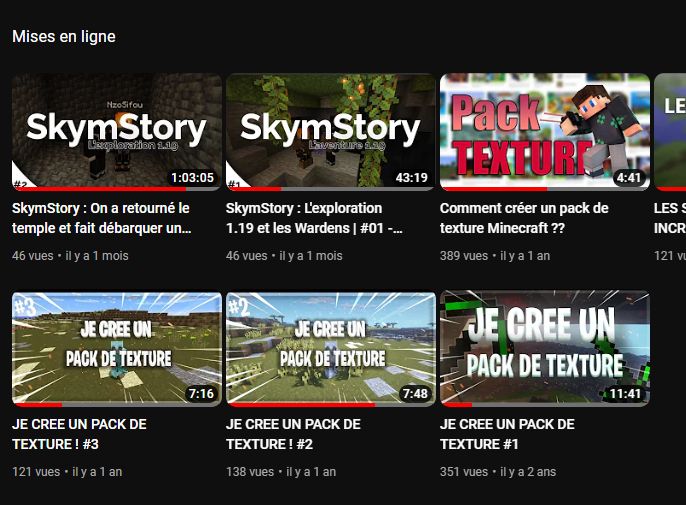 Mises en ligne
NzoSifou
SkymStory
L'exploration 1.19
#2
1:03:05
SkymStory
L'aventure 1.19
#1
43:19
Pack
TEXTURE
4:41
LE
SkymStory : On a retourné le
temple et fait débarquer un...
46 vues • il y a 1 mois
SkymStory : L'exploration
1.19 et les Wardens | #01 -...
46 vues • il y a 1 mois
Comment créer un pack de
texture Minecraft ??
389 vues • il y a 1 an
LES S
INCR
121 vu
#3
JE CREE UN
PACK DE TEXTURE
7:16
#2
JE CREE UN
PACK DE TEXTURE
7:48
JE CREE UN
PACK DE TEXTURE
11:41
JE CREE UN PACK DE
TEXTURE ! #3
121 vues • il y a 1 an
JE CREE UN PACK DE
TEXTURE ! #2
138 vues • il y a 1 an
JE CREE UN PACK DE
TEXTURE #1
351 vues • il y a 2 ans